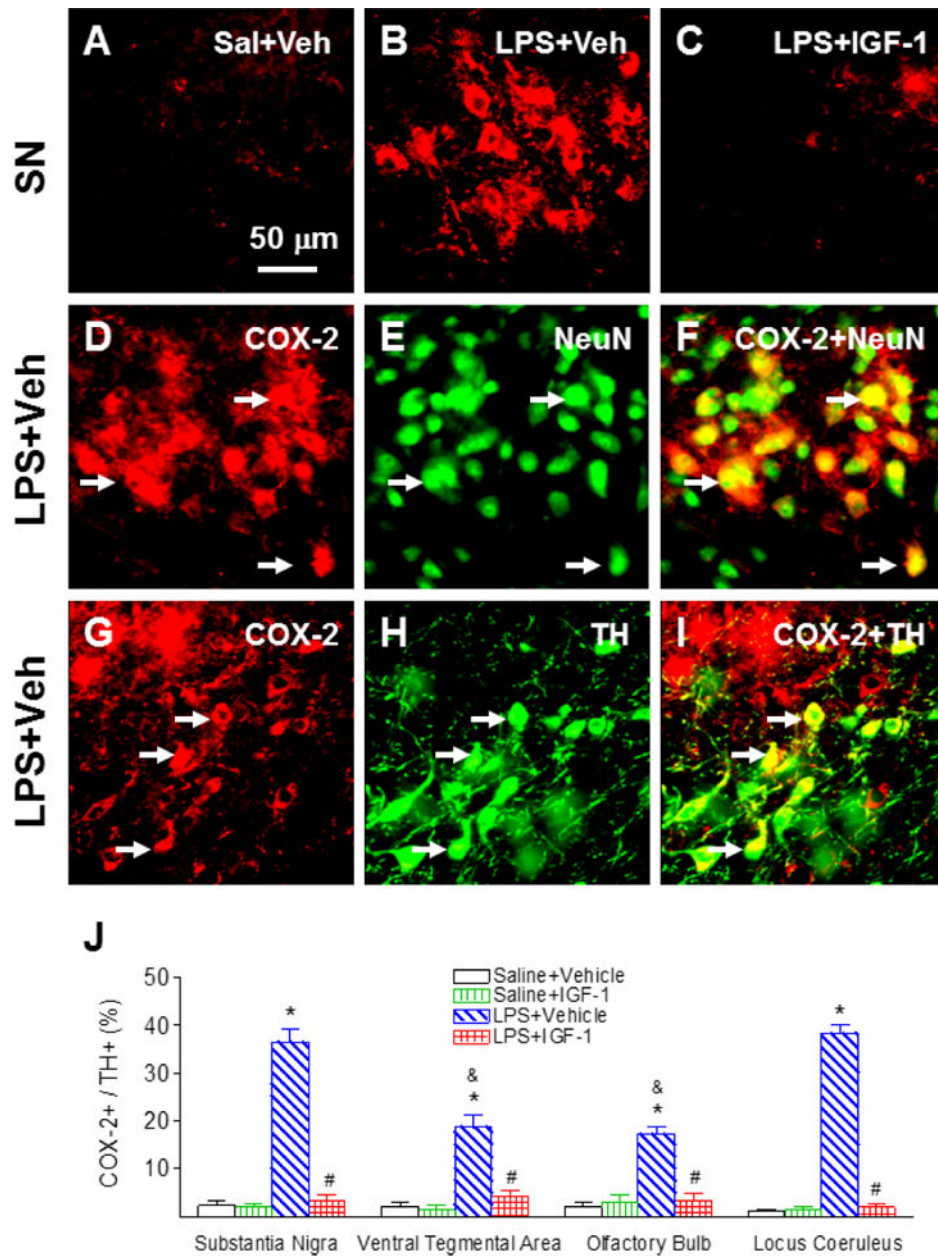 A Sal+Veh B LPS+Veh C LPS+IGF-1
SN
50 μm
D COX-2 E NeuN F COX-2+NeuN
LPS+Veh
G COX-2 H TH I COX-2+TH
LPS+Veh
J
COX-2+ / TH+ (%)
50
40
30
20
10
Saline+Vehicle
Saline+IGF-1
LPS+Vehicle
LPS+IGF-1
* # & * # & * # * #
Substantia Nigra Ventral Tegmental Area Olfactory Bulb Locus Coeruleus